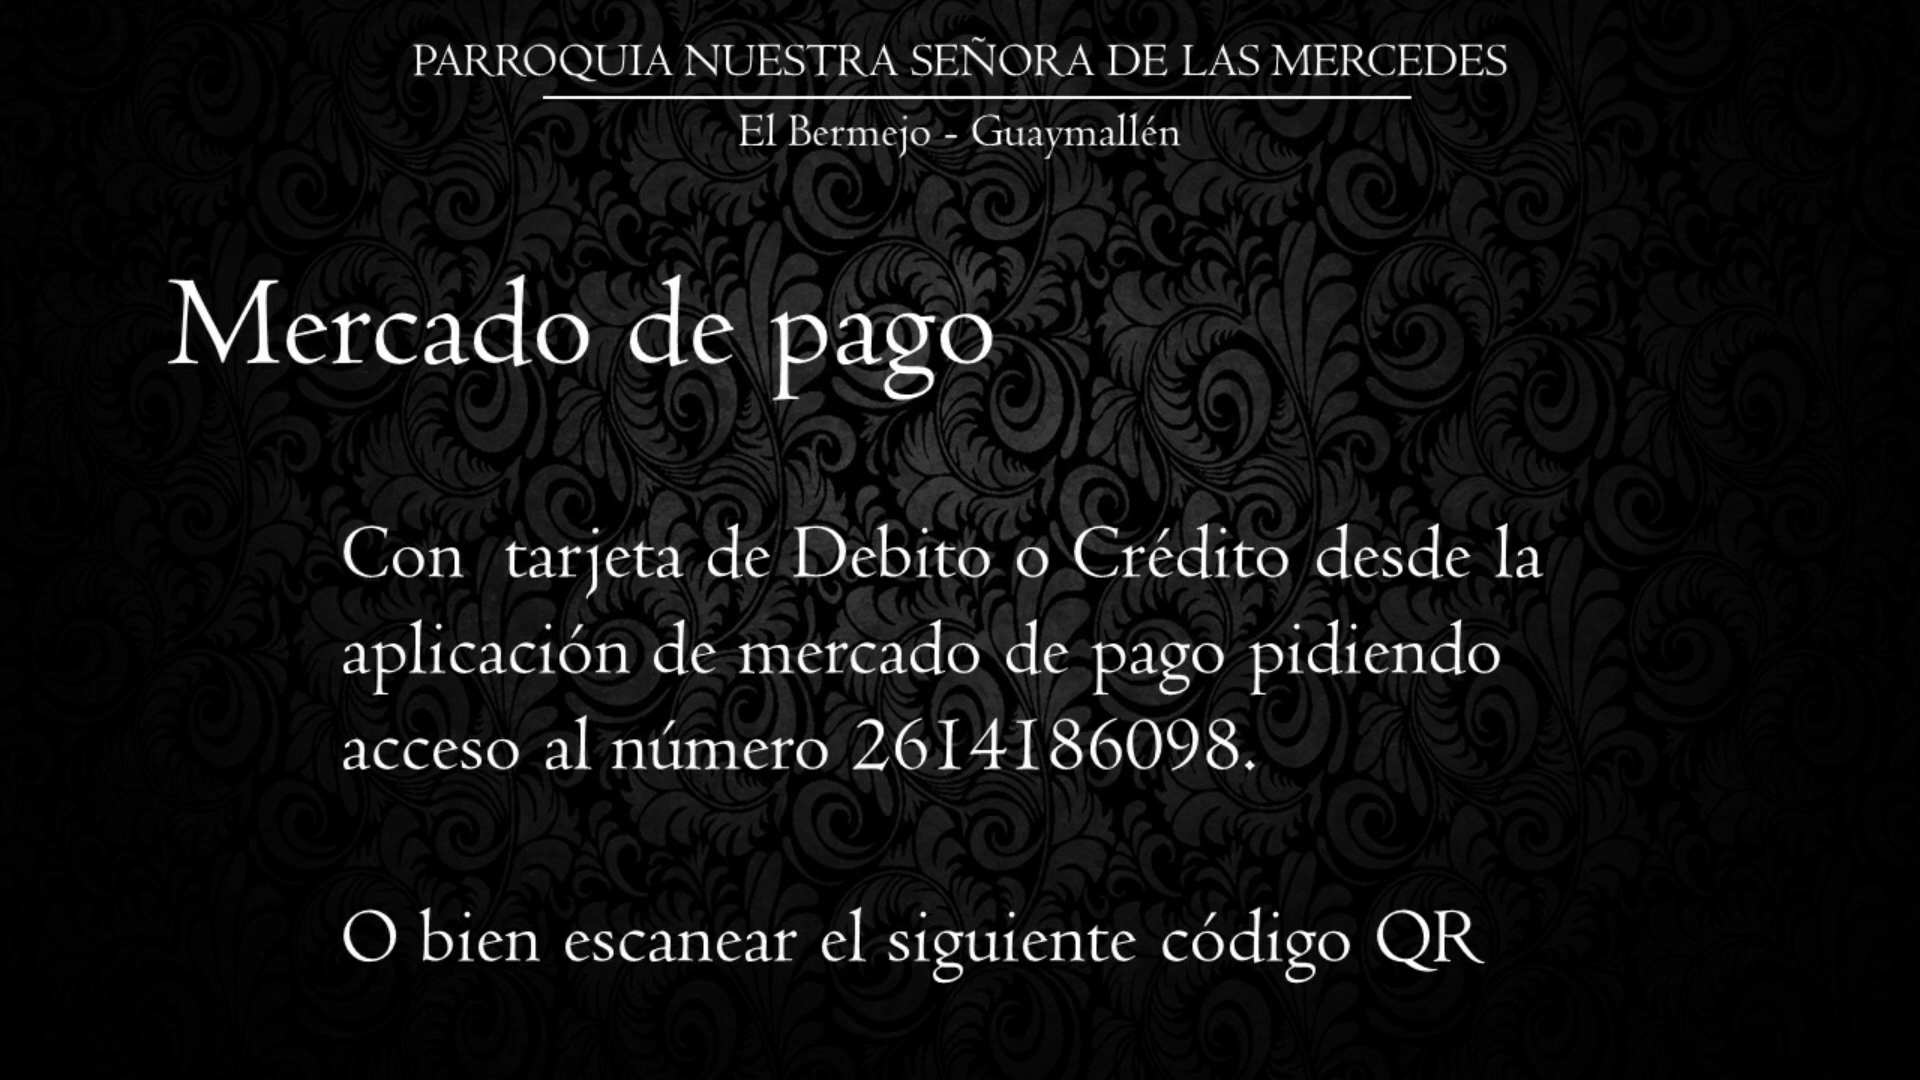 PARROQUIA NUESTRA SEÑORA DE LAS MERCEDES
El Bermejo - Guaymallén
Mercado de pago
Con tarjeta de Debito o Crédito desde la
aplicación de mercado de pago pidiendo
acceso al número 2614186098.
O bien escanear el siguiente código QR